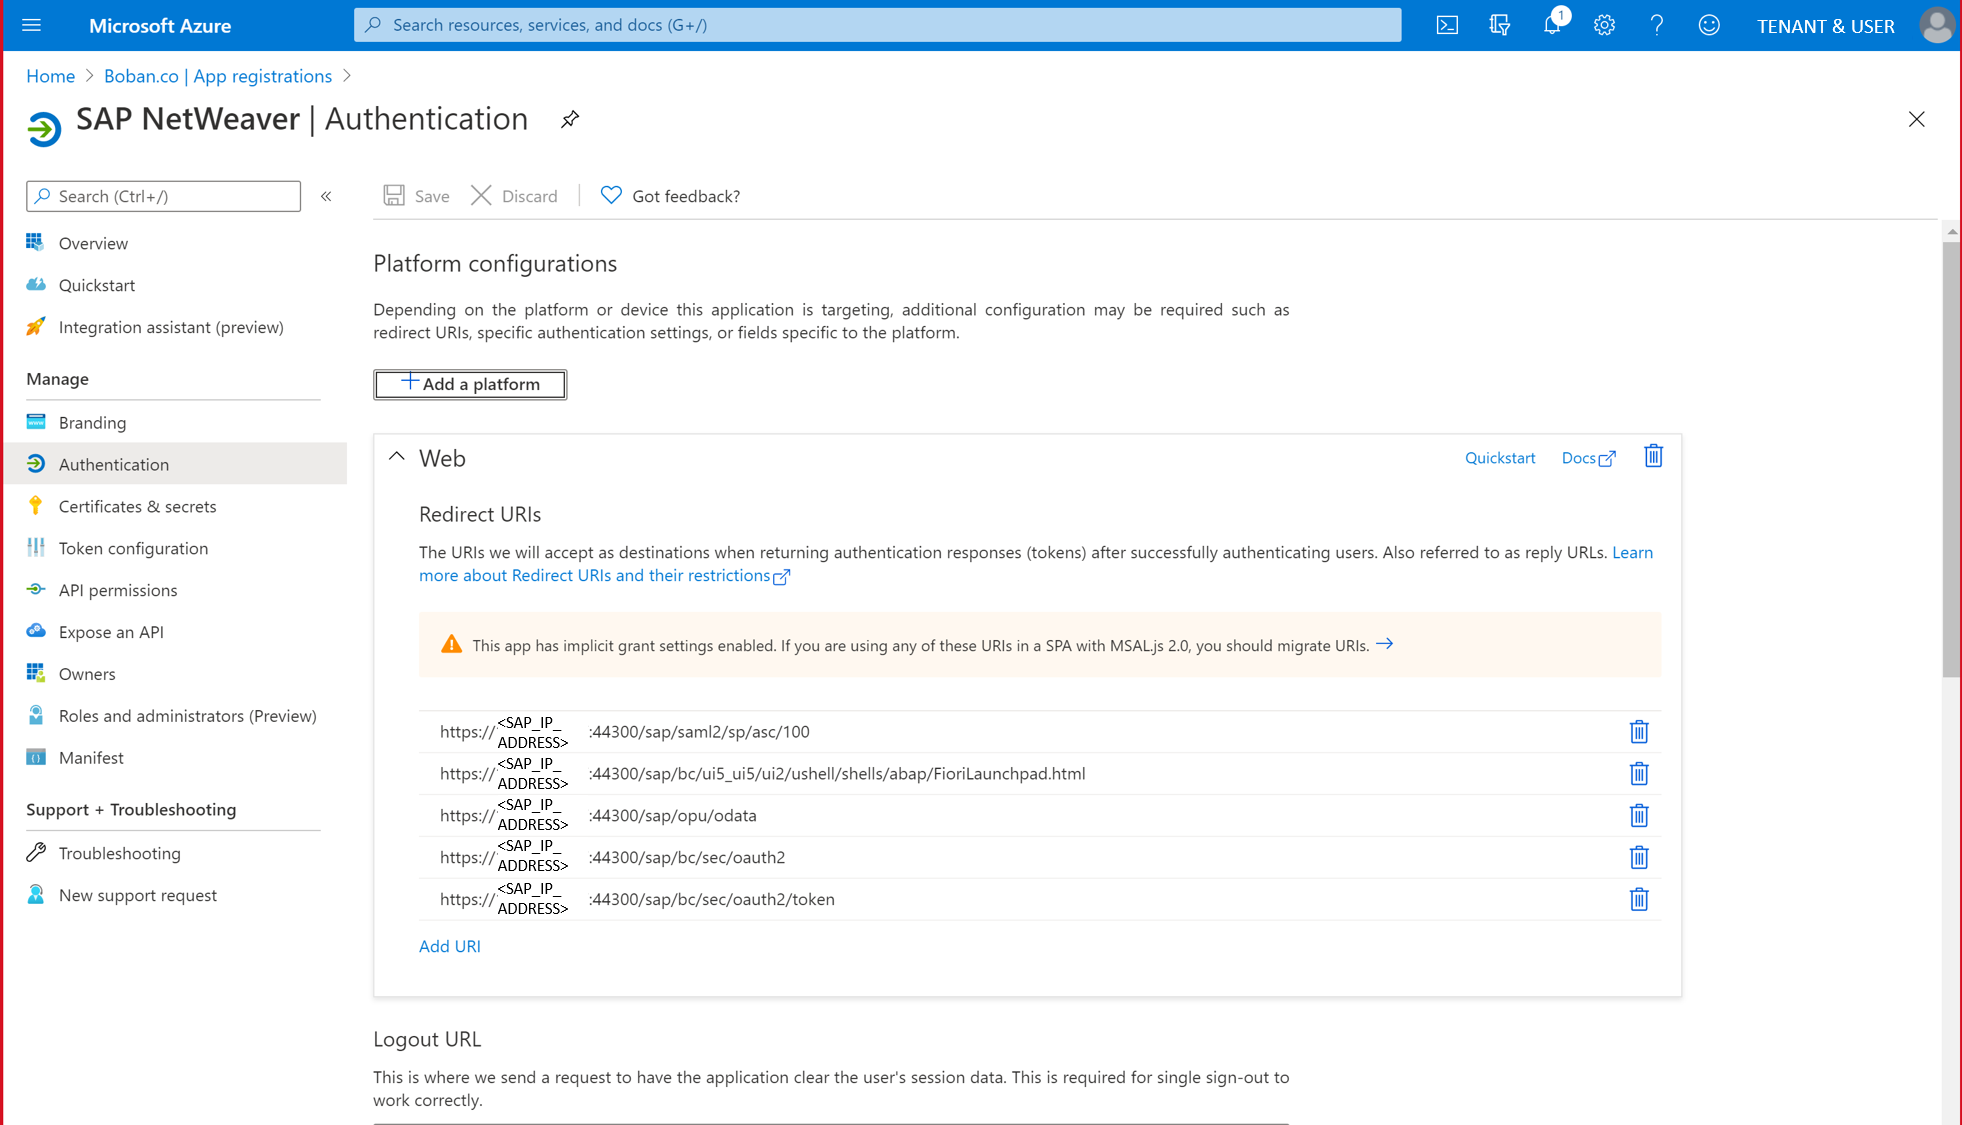 Microsoft Azure
Search resources, services, and docs (G+/)
1
TENANT & USER
Home > Boban.co | App registrations >
SAP NetWeaver | Authentication
Search (Ctrl+/)
«
Save
Discard
Got feedback?
Overview
Quickstart
Integration assistant (preview)
Manage
Branding
Authentication
Certificates & secrets
Token configuration
API permissions
Expose an API
Owners
Roles and administrators (Preview)
Manifest
Support + Troubleshooting
Troubleshooting
New support request
Platform configurations
Depending on the platform or device this application is targeting, additional configuration may be required such as
redirect URIs, specific authentication settings, or fields specific to the platform.
+ Add a platform
Web
Quickstart
Docs
Redirect URIs
The URIs we will accept as destinations when returning authentication responses (tokens) after successfully authenticating users. Also referred to as reply URLs. Learn
more about Redirect URIs and their restrictions
This app has implicit grant settings enabled. If you are using any of these URIs in a SPA with MSAL.js 2.0, you should migrate URIs. →
https://<SAP_IP_ADDRESS>:44300/sap/saml2/sp/asc/100
https://<SAP_IP_ADDRESS>:44300/sap/bc/ui5_ui5/ui2/ushell/shells/abap/FioriLaunchpad.html
https://<SAP_IP_ADDRESS>:44300/sap/opu/odata
https://<SAP_IP_ADDRESS>:44300/sap/bc/sec/oauth2
https://<SAP_IP_ADDRESS>:44300/sap/bc/sec/oauth2/token
Add URI
Logout URL
This is where we send a request to have the application clear the user's session data. This is required for single sign-out to
work correctly.